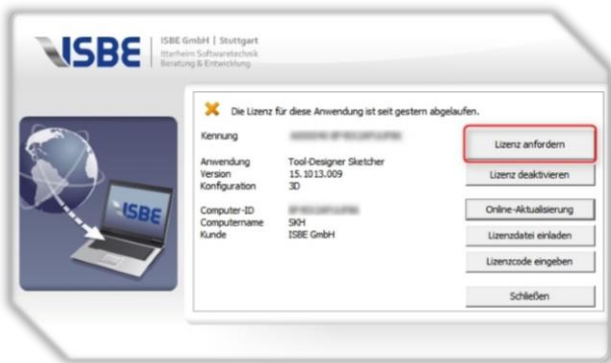 ISBE
ISBE GmbH | Stuttgart
Itterheim Softwaretechnik
Beratung & Entwicklung
Die Lizenz für diese Anwendung ist seit gestern abgelaufen.
Kennung
Anwendung Tool-Designer Sketcher
Version 15.1013.009
Konfiguration 3D
Computer-ID
Computername SKH
Kunde ISBE GmbH
Lizenz anfordern
Lizenz deaktivieren
Online-Aktualisierung
Lizenzdatei einladen
Lizenzcode eingeben
Schließen
ISBE